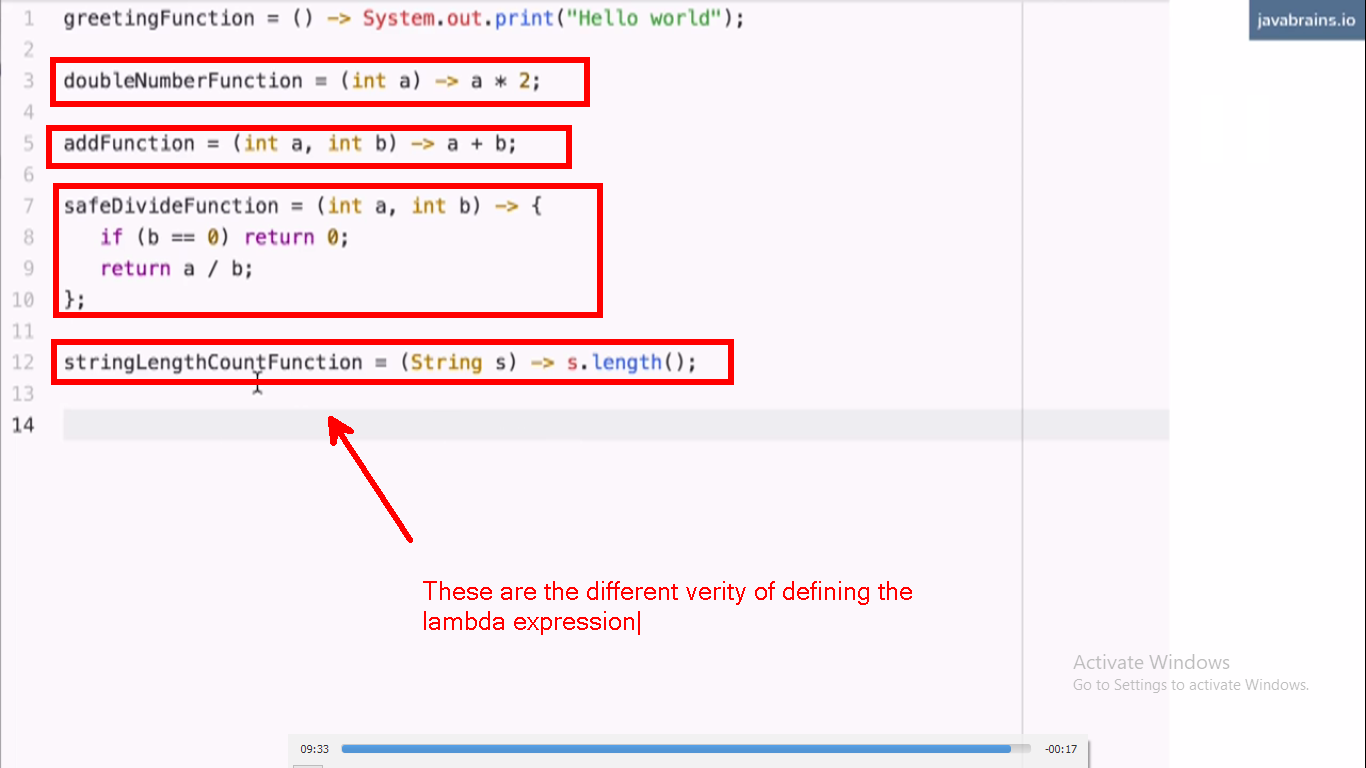 1 greetingFunction = () -> System.out.print("Hello world");
javabrains.io
2
3 doubleNumberFunction = (int a) -> a * 2;
4
5 addFunction = (int a, int b) -> a + b;
6
7 safeDivideFunction = (int a, int b) -> {
8    if (b == 0) return 0;
9    return a / b;
10 };
11
12 stringLengthCountFunction = (String s) -> s.length();
13
14
These are the different verity of defining the
lambda expression
Activate Windows
Go to Settings to activate Windows.
09:33 -00:17